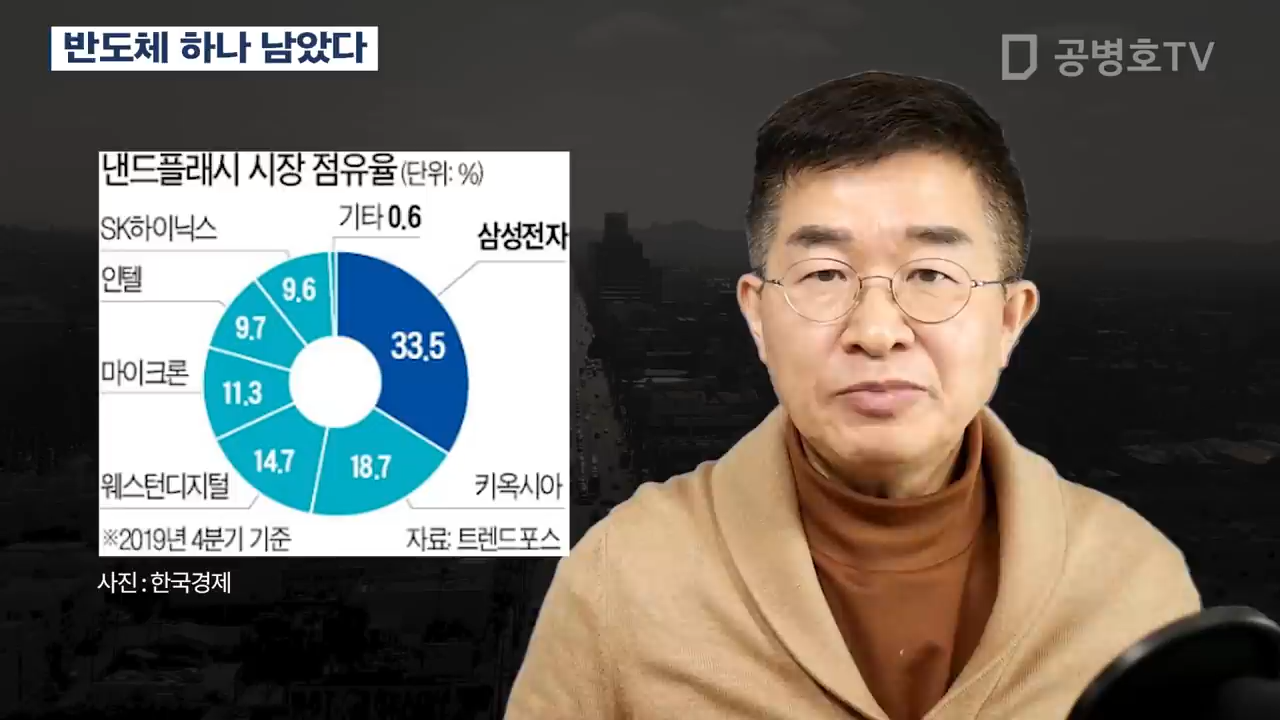 반도체 하나 남았다
공병호TV
낸드플래시 시장 점유율 (단위: %)
SK하이닉스
기타 0.6
삼성전자
인텔
9.6
9.7
33.5
마이크론
11.3
14.7
18.7
웨스턴디지털
키옥시아
※2019년 4분기 기준
자료: 트렌드포스
사진 : 한국경제